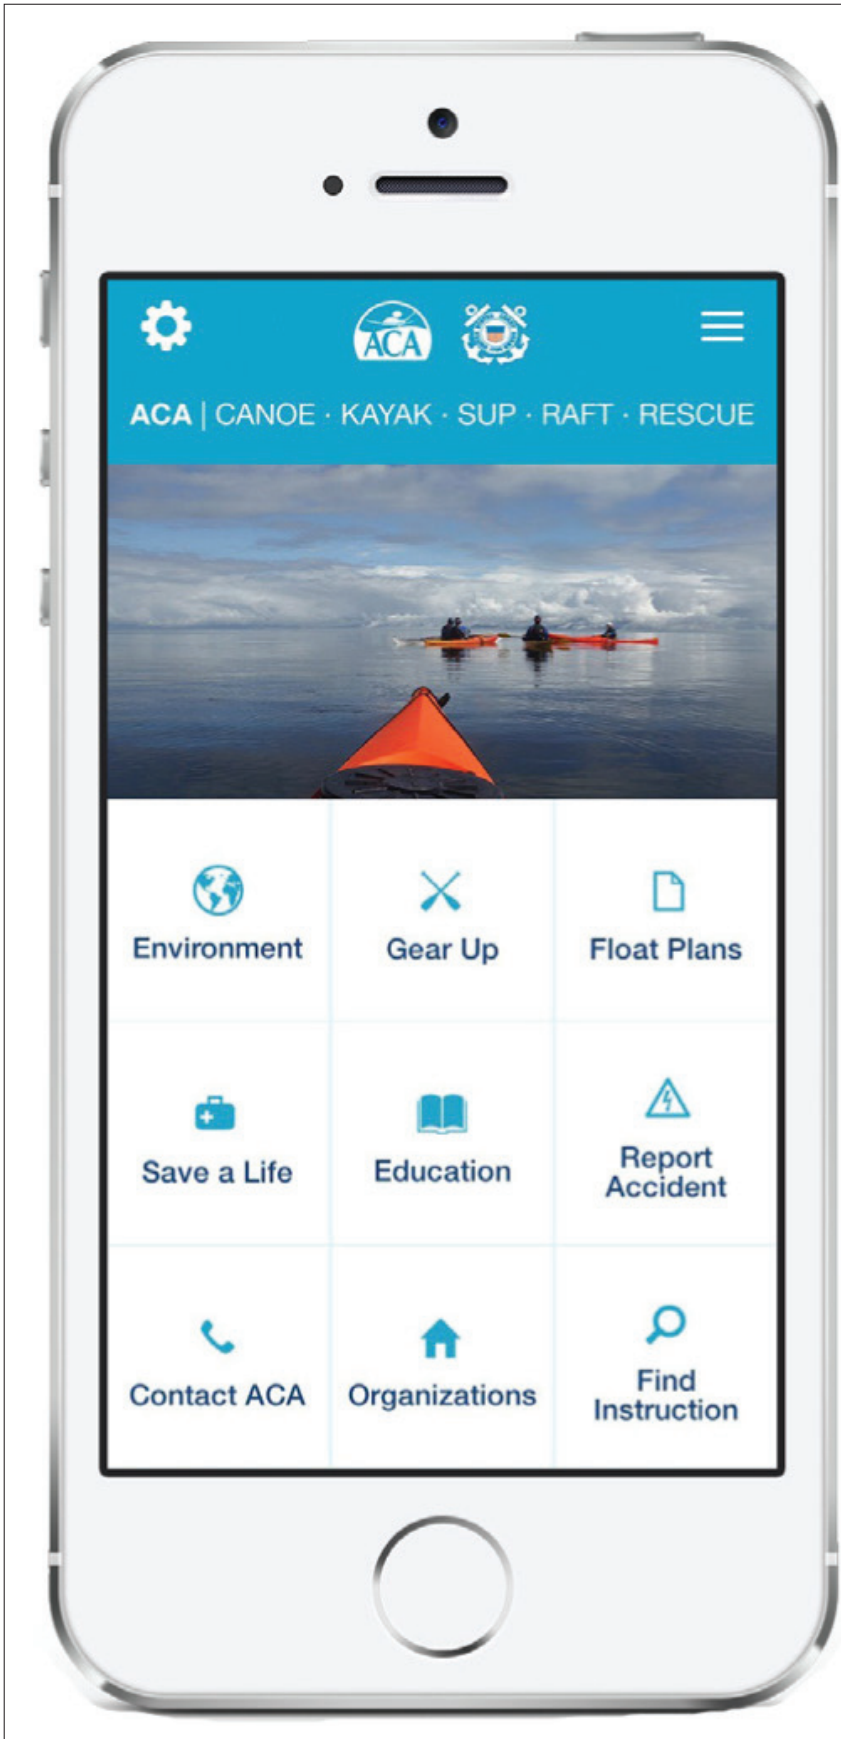 ACA
ACA | CANOE · KAYAK · SUP · RAFT · RESCUE
Environment
Gear Up
Float Plans
Save a Life
Education
Report
Accident
Contact ACA
Organizations
Find
Instruction